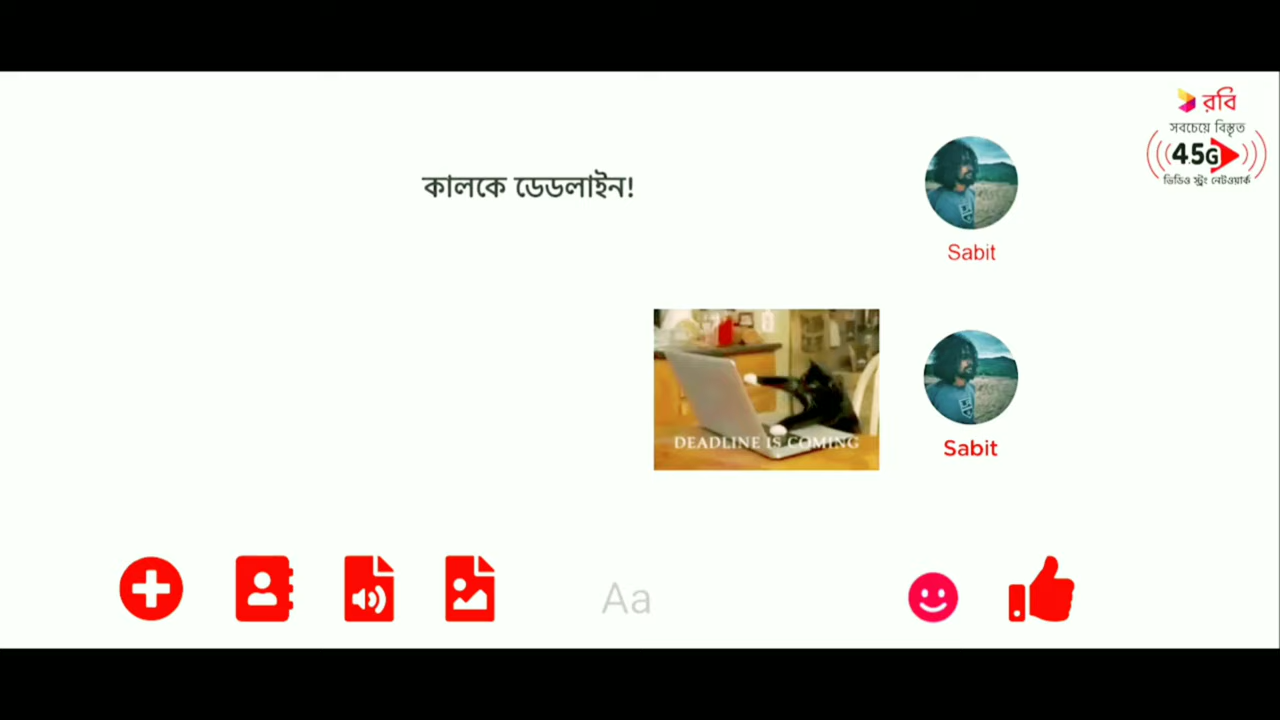 রবি
সবচেয়ে বিস্তৃত
4.5G
ভিডিও স্ট্রং নেটওয়ার্ক
কালকে ডেডলাইন!
Sabit
DEADLINE IS COMING
Sabit
Aa